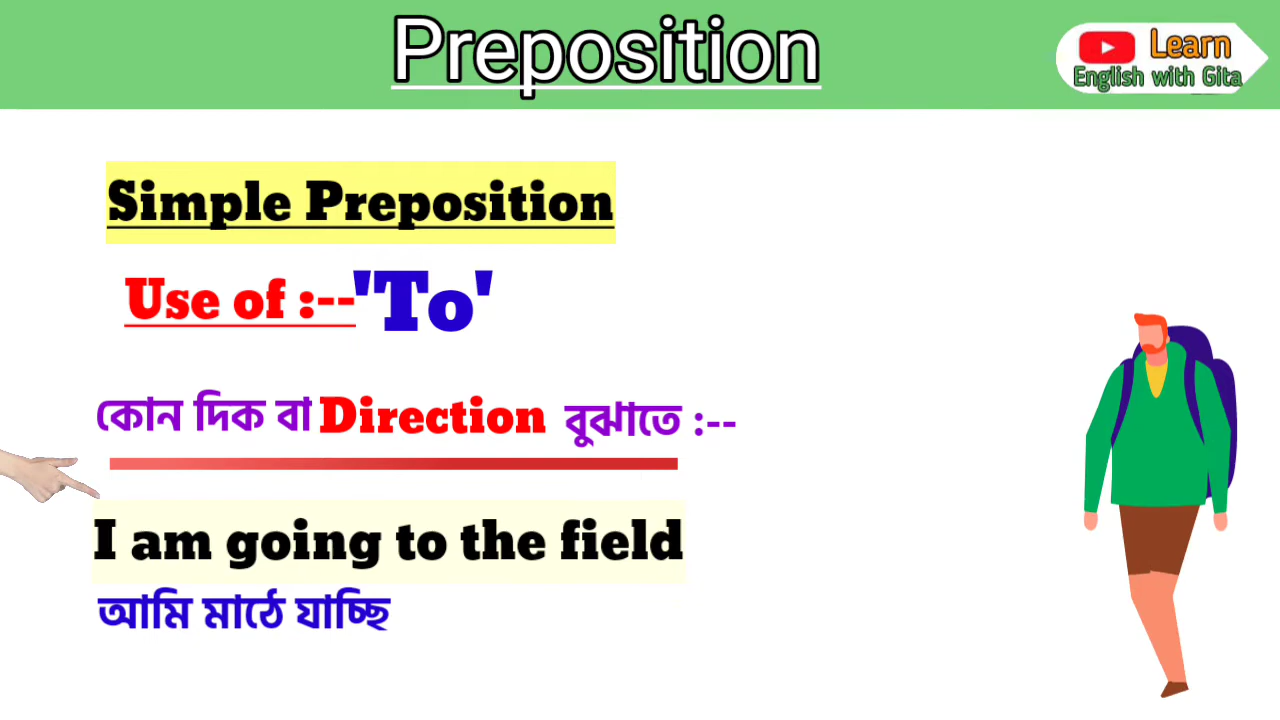 Preposition
Learn
English with Gita
Simple Preposition
Use of :--'To'
কোন দিক বা Direction বুঝাতে :--
I am going to the field
আমি মাঠে যাচ্ছি